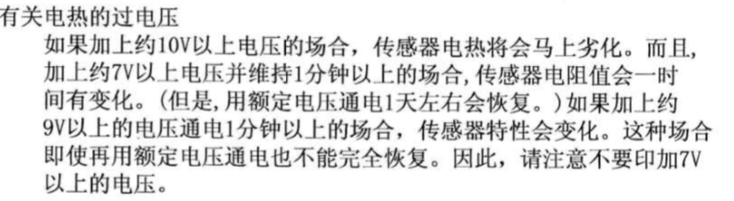 有关电热的过电压
如果加上约10V以上电压的场合，传感器电热将会马上劣化。而且,
加上约7V以上电压并维持1分钟以上的场合,传感器电阻值会一时
间有变化。(但是,用额定电压通电1天左右会恢复。)如果加上约
9V以上的电压通电1分钟以上的场合，传感器特性会变化。这种场合
即使再用额定电压通电也不能完全恢复。因此，请注意不要印加7V
以上的电压。